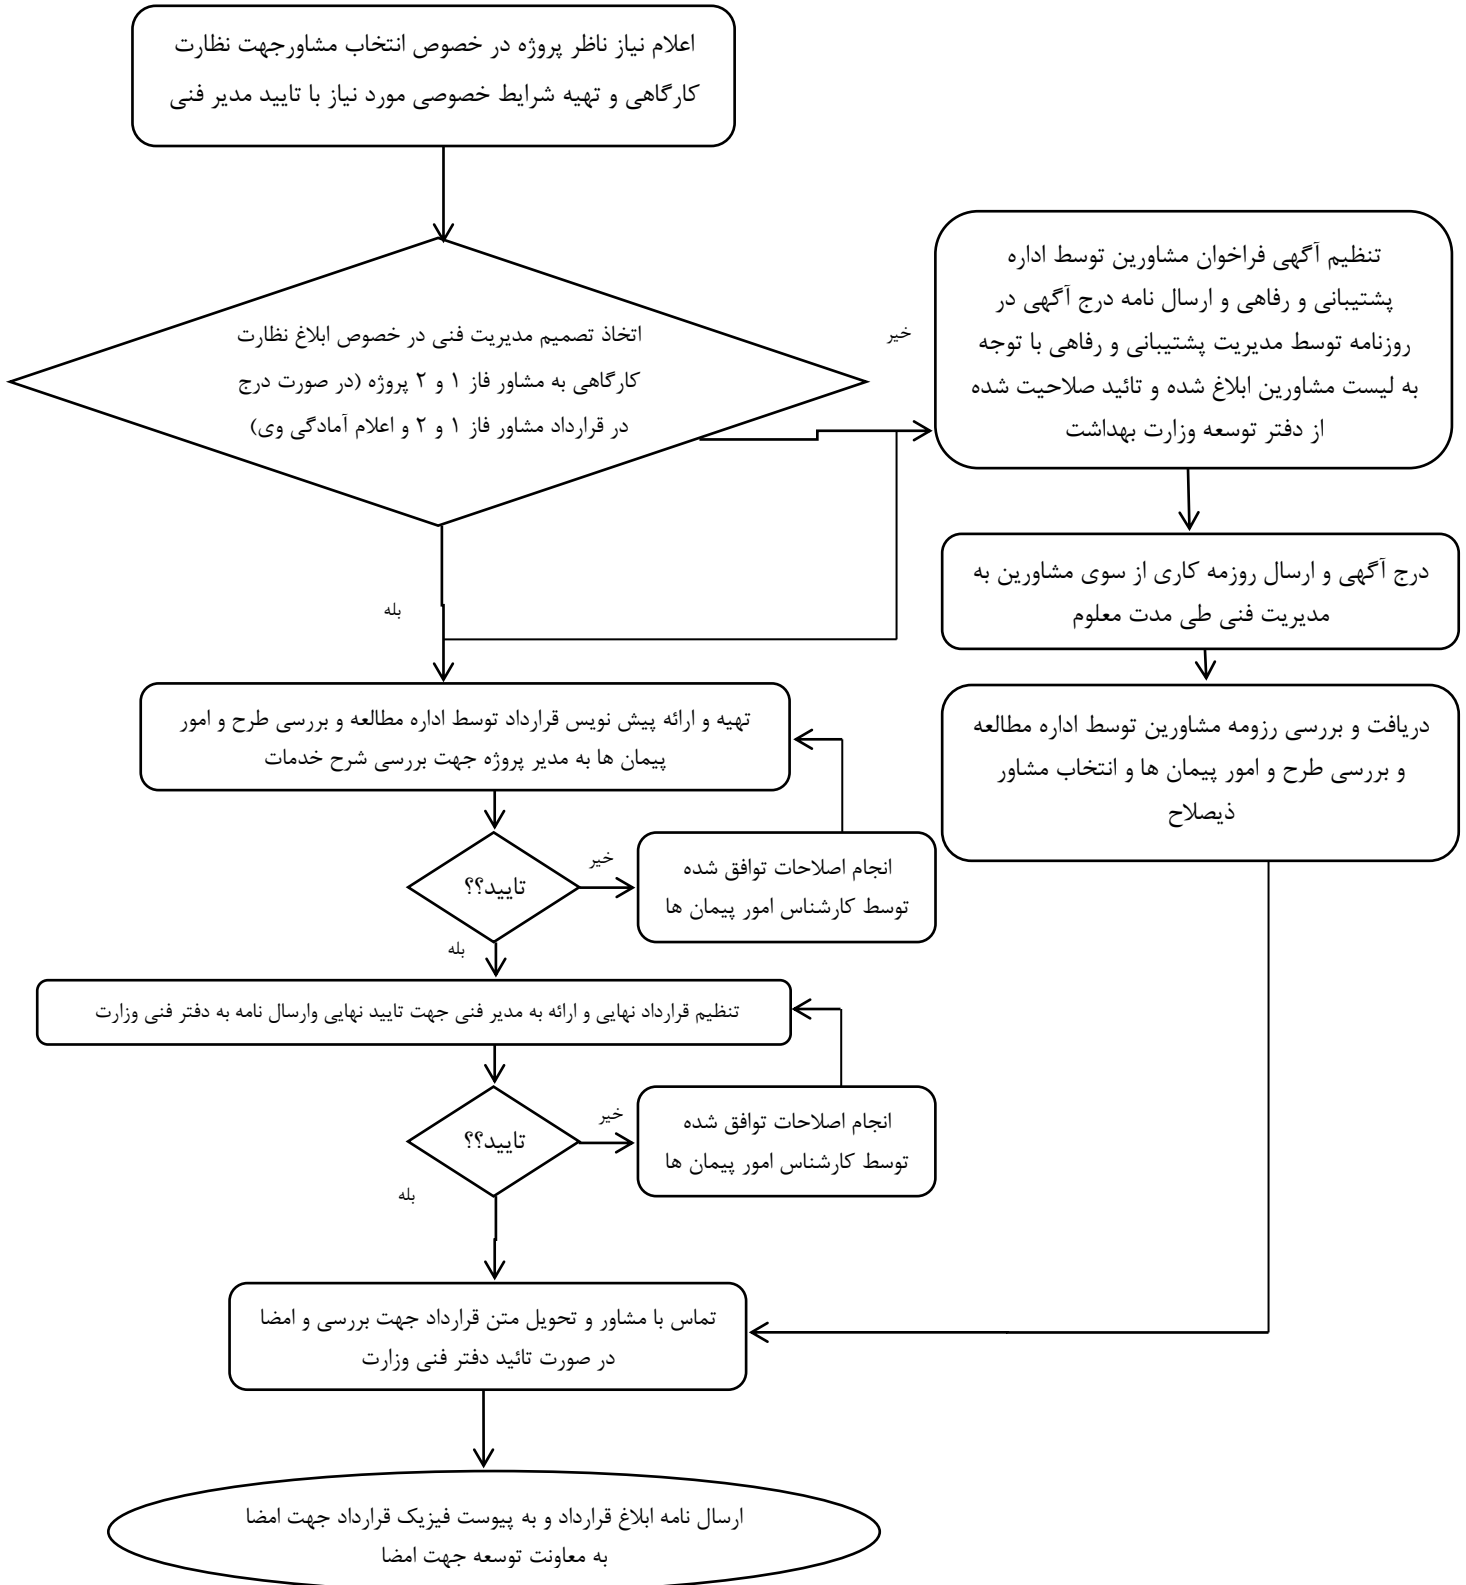 اعلام نیاز ناظر پروژه در خصوص انتخاب مشاورجهت نظارت
کارگاهی و تهیه شرایط خصوصی مورد نیاز با تایید مدیر فنی
تنظیم آگهی فراخوان مشاورین توسط اداره
پشتیبانی و رفاهی و ارسال نامه درج آگهی در
روزنامه توسط مدیریت پشتیبانی و رفاهی با توجه
به لیست مشاورین ابلاغ شده و تائید صلاحیت شده
از دفتر توسعه وزارت بهداشت
خیر
اتخاذ تصمیم مدیریت فنی در خصوص ابلاغ نظارت
کارگاهی به مشاور فاز ۱ و ۲ پروژه (در صورت درج
در قرارداد مشاور فاز ۱ و ۲ و اعلام آمادگی وی)
درج آگهی و ارسال روزمه کاری از سوی مشاورین به
مدیریت فنی طی مدت معلوم
بله
دریافت و بررسی رزومه مشاورین توسط اداره مطالعه
و بررسی طرح و امور پیمان ها و انتخاب مشاور
ذیصلاح
تهیه و ارائه پیش نویس قرارداد توسط اداره مطالعه و بررسی طرح و امور
پیمان ها به مدیر پروژه جهت بررسی شرح خدمات
انجام اصلاحات توافق شده
توسط کارشناس امور پیمان ها
خیر
تایید؟؟
بله
تنظیم قرارداد نهایی و ارائه به مدیر فنی جهت تایید نهایی وارسال نامه به دفتر فنی وزارت
انجام اصلاحات توافق شده
توسط کارشناس امور پیمان ها
خیر
تایید؟؟
بله
تماس با مشاور و تحویل متن قرارداد جهت بررسی و امضا
در صورت تائید دفتر فنی وزارت
ارسال نامه ابلاغ قرارداد و به پیوست فیزیک قرارداد جهت امضا
به معاونت توسعه جهت امضا